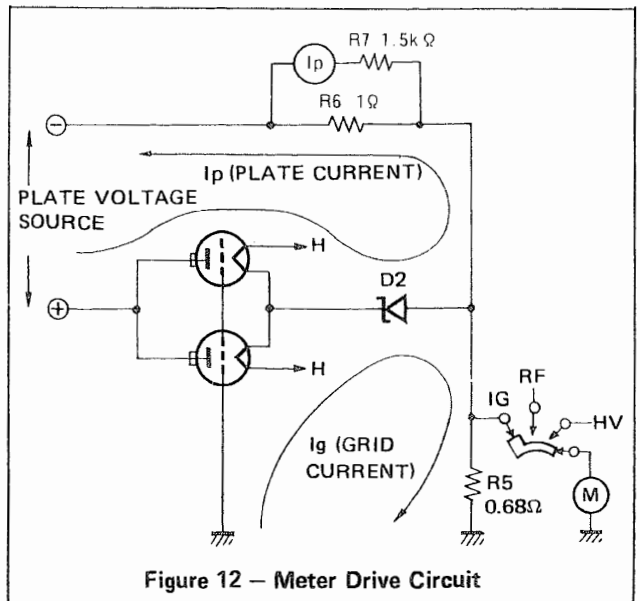 R7 1.5k Ω
Ip
R6 1Ω
⊖
Ip (PLATE CURRENT)
PLATE VOLTAGE
SOURCE
H
D2
⊕
H
RF
IG
HV
Ig (GRID
CURRENT)
R5
0.68Ω
M
Figure 12 — Meter Drive Circuit